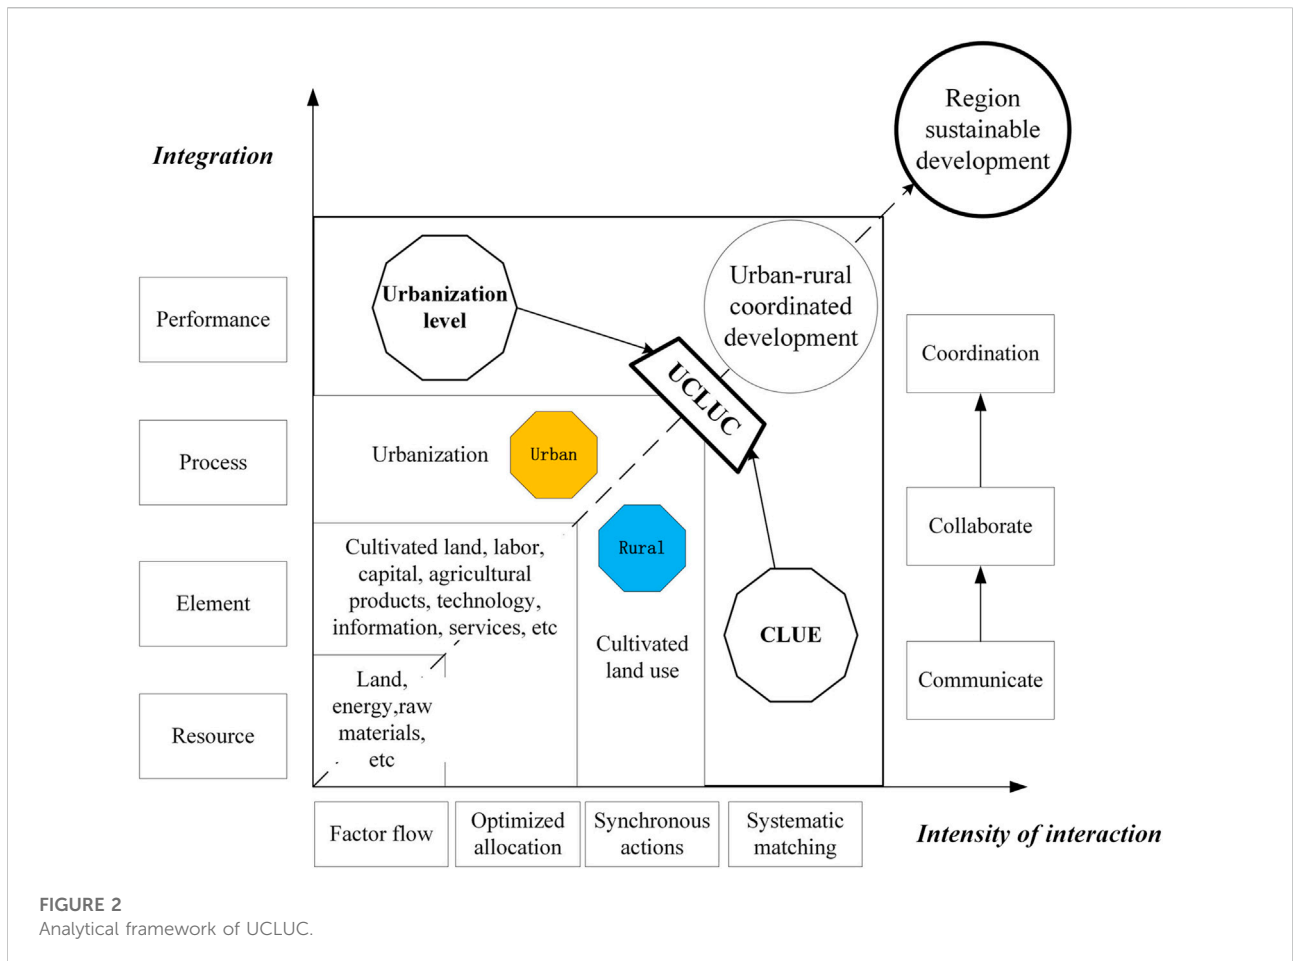 Region
sustainable
development
Integration
Urbanization
level
Urban-rural
coordinated
development
Performance
Coordination
UCLUC
Process
Urbanization
Urban
Collaborate
Rural
Element
Cultivated land, labor,
capital, agricultural
products, technology,
information, services, etc
Cultivated
land use
CLUE
Communicate
Resource
Land,
energy,raw
materials,
etc
Factor flow
Optimized
allocation
Synchronous
actions
Systematic
matching
Intensity of interaction
FIGURE 2
Analytical framework of UCLUC.